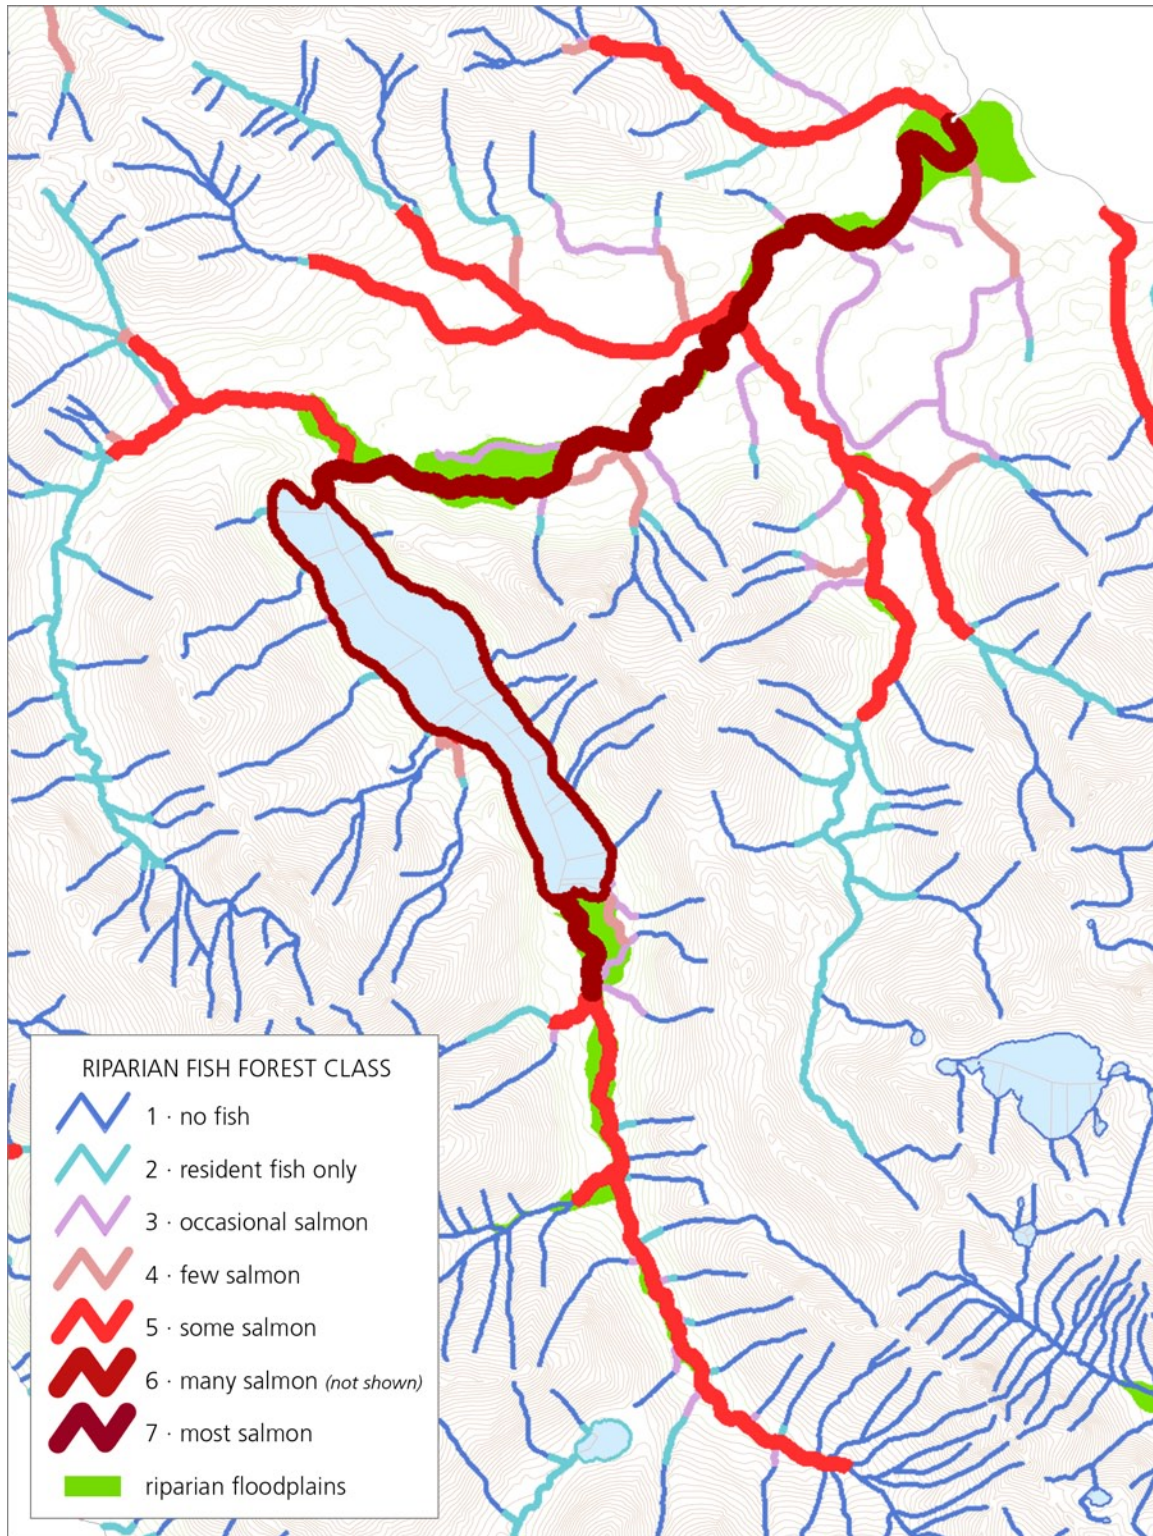 RIPARIAN FISH FOREST CLASS
1 · no fish
2 · resident fish only
3 · occasional salmon
4 · few salmon
5 · some salmon
6 · many salmon (not shown)
7 · most salmon
riparian floodplains